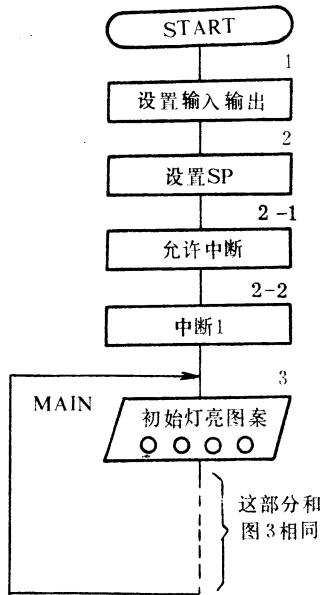 START
1
设置输入输出
2
设置SP
2-1
允许中断
2-2
中断1
3
MAIN
初始灯亮图案
这部分和
图3相同